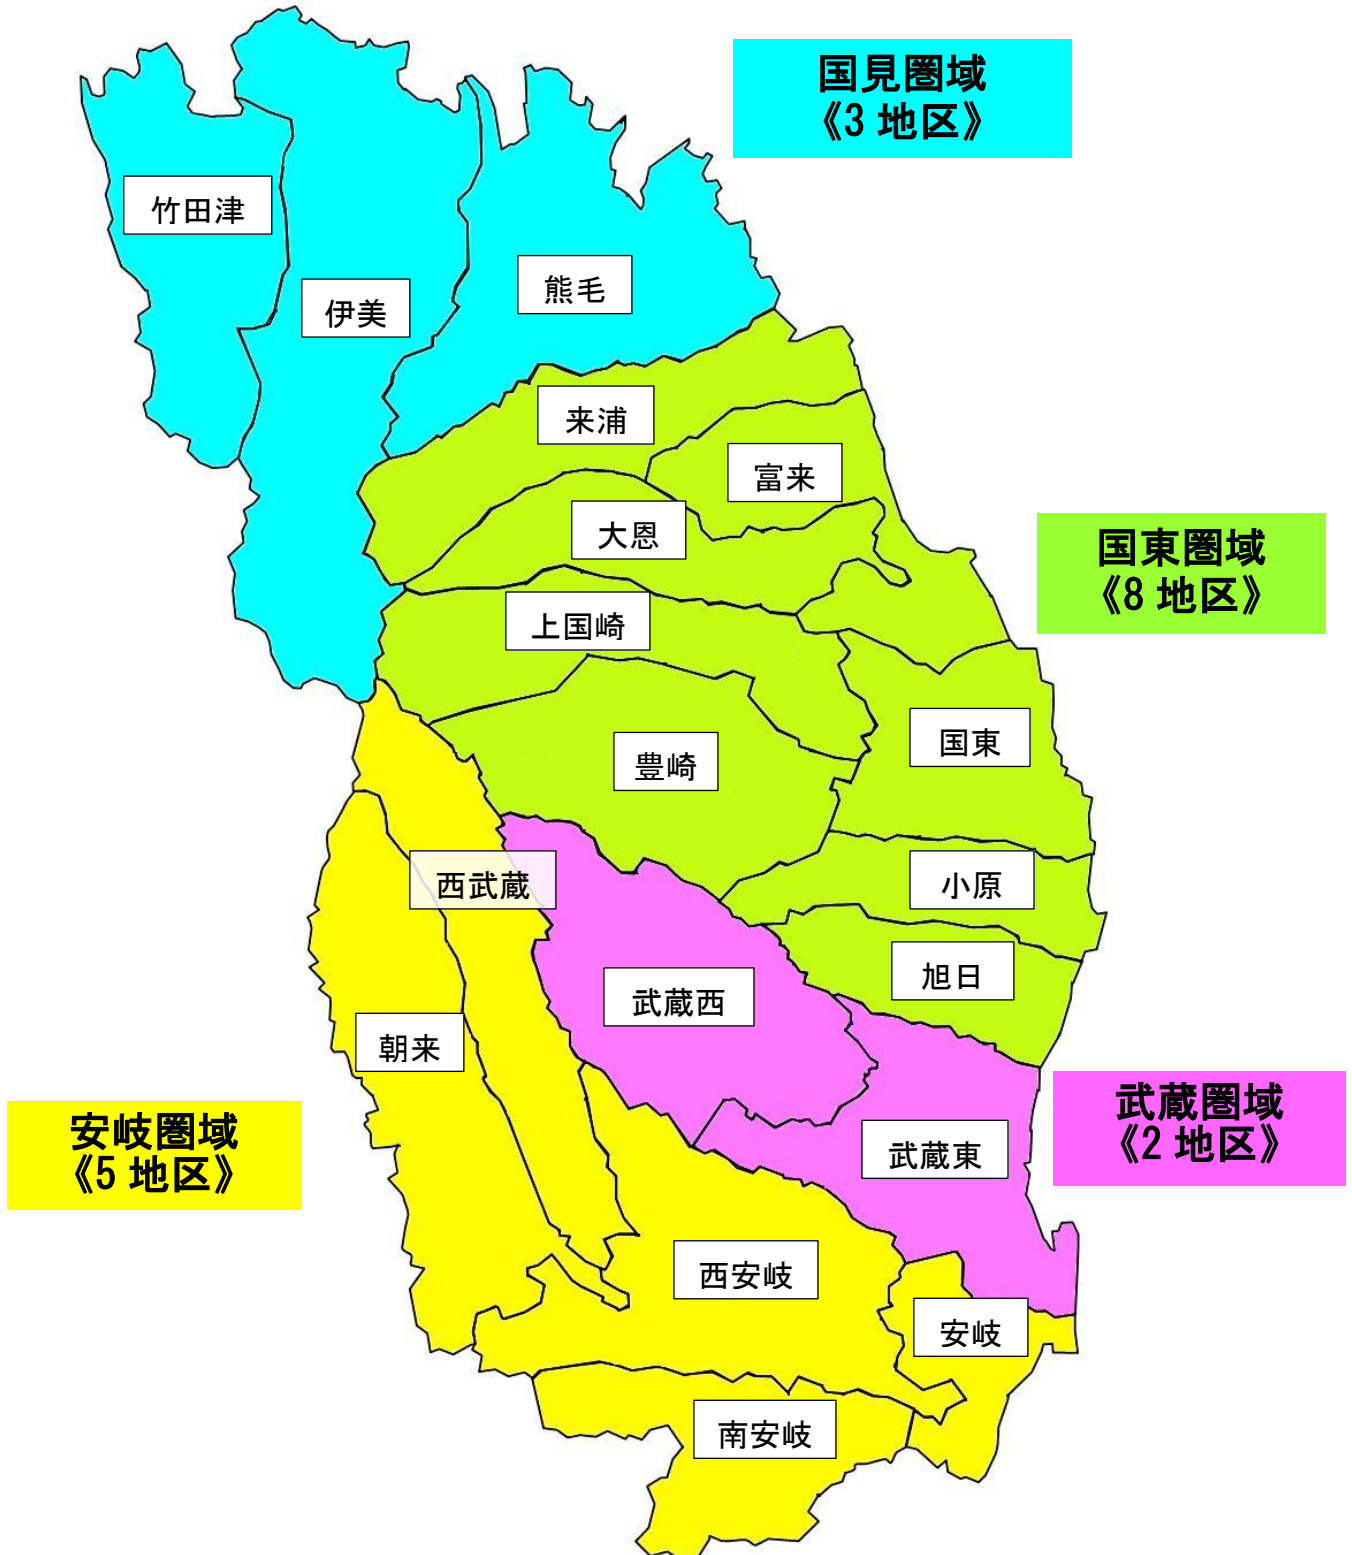 国見圏域
《3 地区》
竹田津
伊美
熊毛
来浦
富来
大恩
国東圏域
《8 地区》
上国崎
国東
豊崎
小原
西武蔵
旭日
武蔵西
朝来
武蔵圏域
《2 地区》
安岐圏域
《5 地区》
武蔵東
西安岐
安岐
南安岐